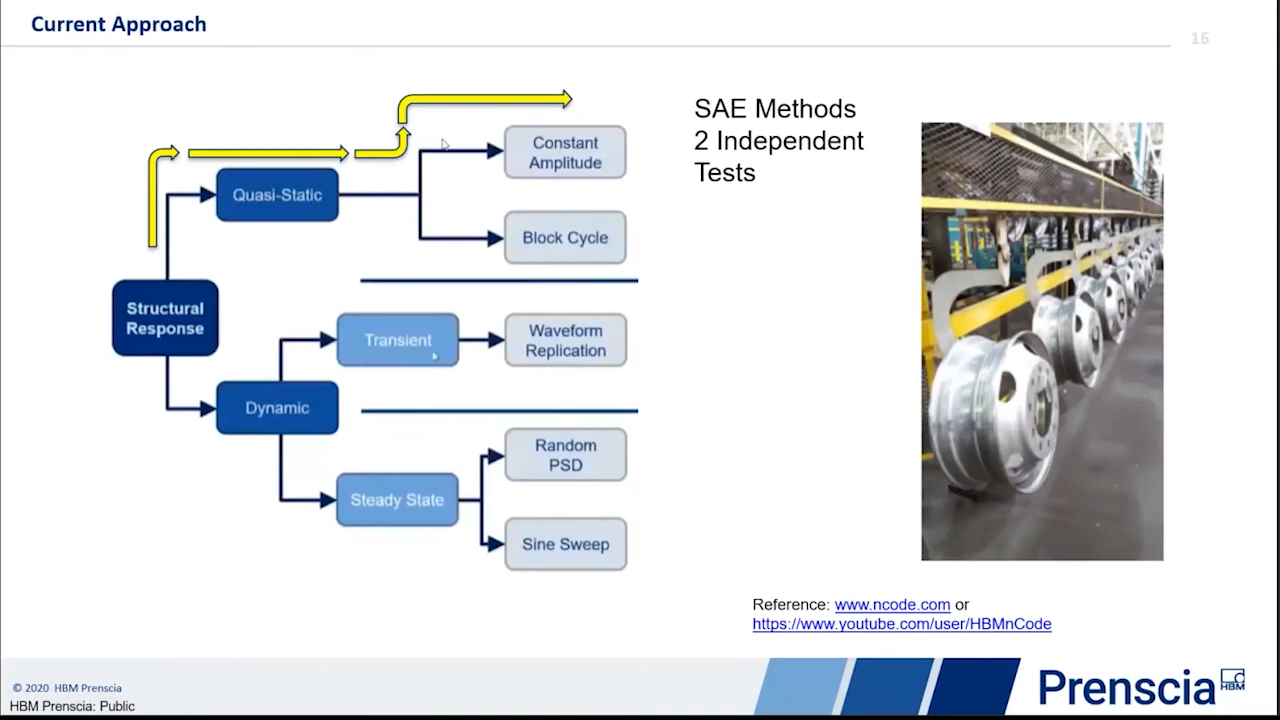 Current Approach
16
Constant
Amplitude
Quasi-Static
Block Cycle
Structural
Response
Transient
Waveform
Replication
Dynamic
Random
PSD
Steady State
Sine Sweep
SAE Methods
2 Independent
Tests
Reference: www.ncode.com or
https://www.youtube.com/user/HBMnCode
© 2020 HBM Prenscia
HBM Prenscia: Public
Prenscia
HBM